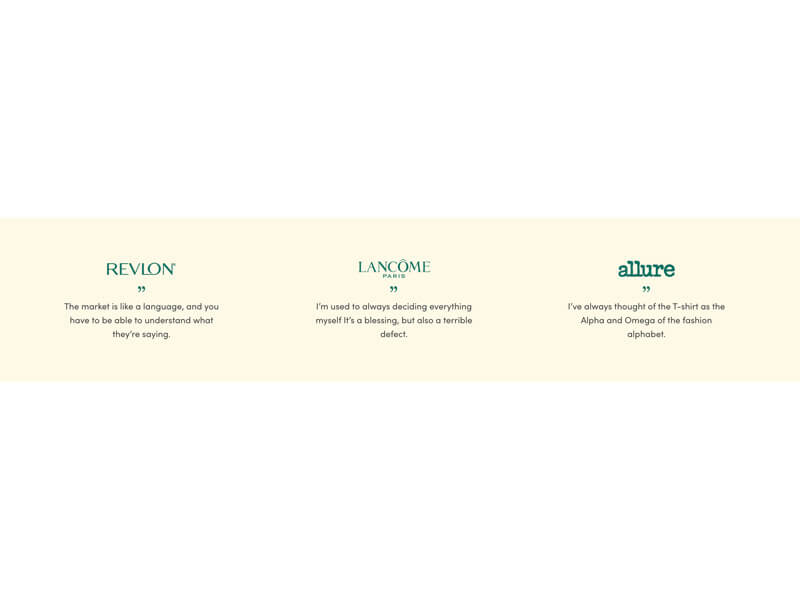 REVLON®
”
The market is like a language, and you
have to be able to understand what
they’re saying.
LANCÔME
PARIS
”
I’m used to always deciding everything
myself It’s a blessing, but also a terrible
defect.
allure
”
I’ve always thought of the T-shirt as the
Alpha and Omega of the fashion
alphabet.